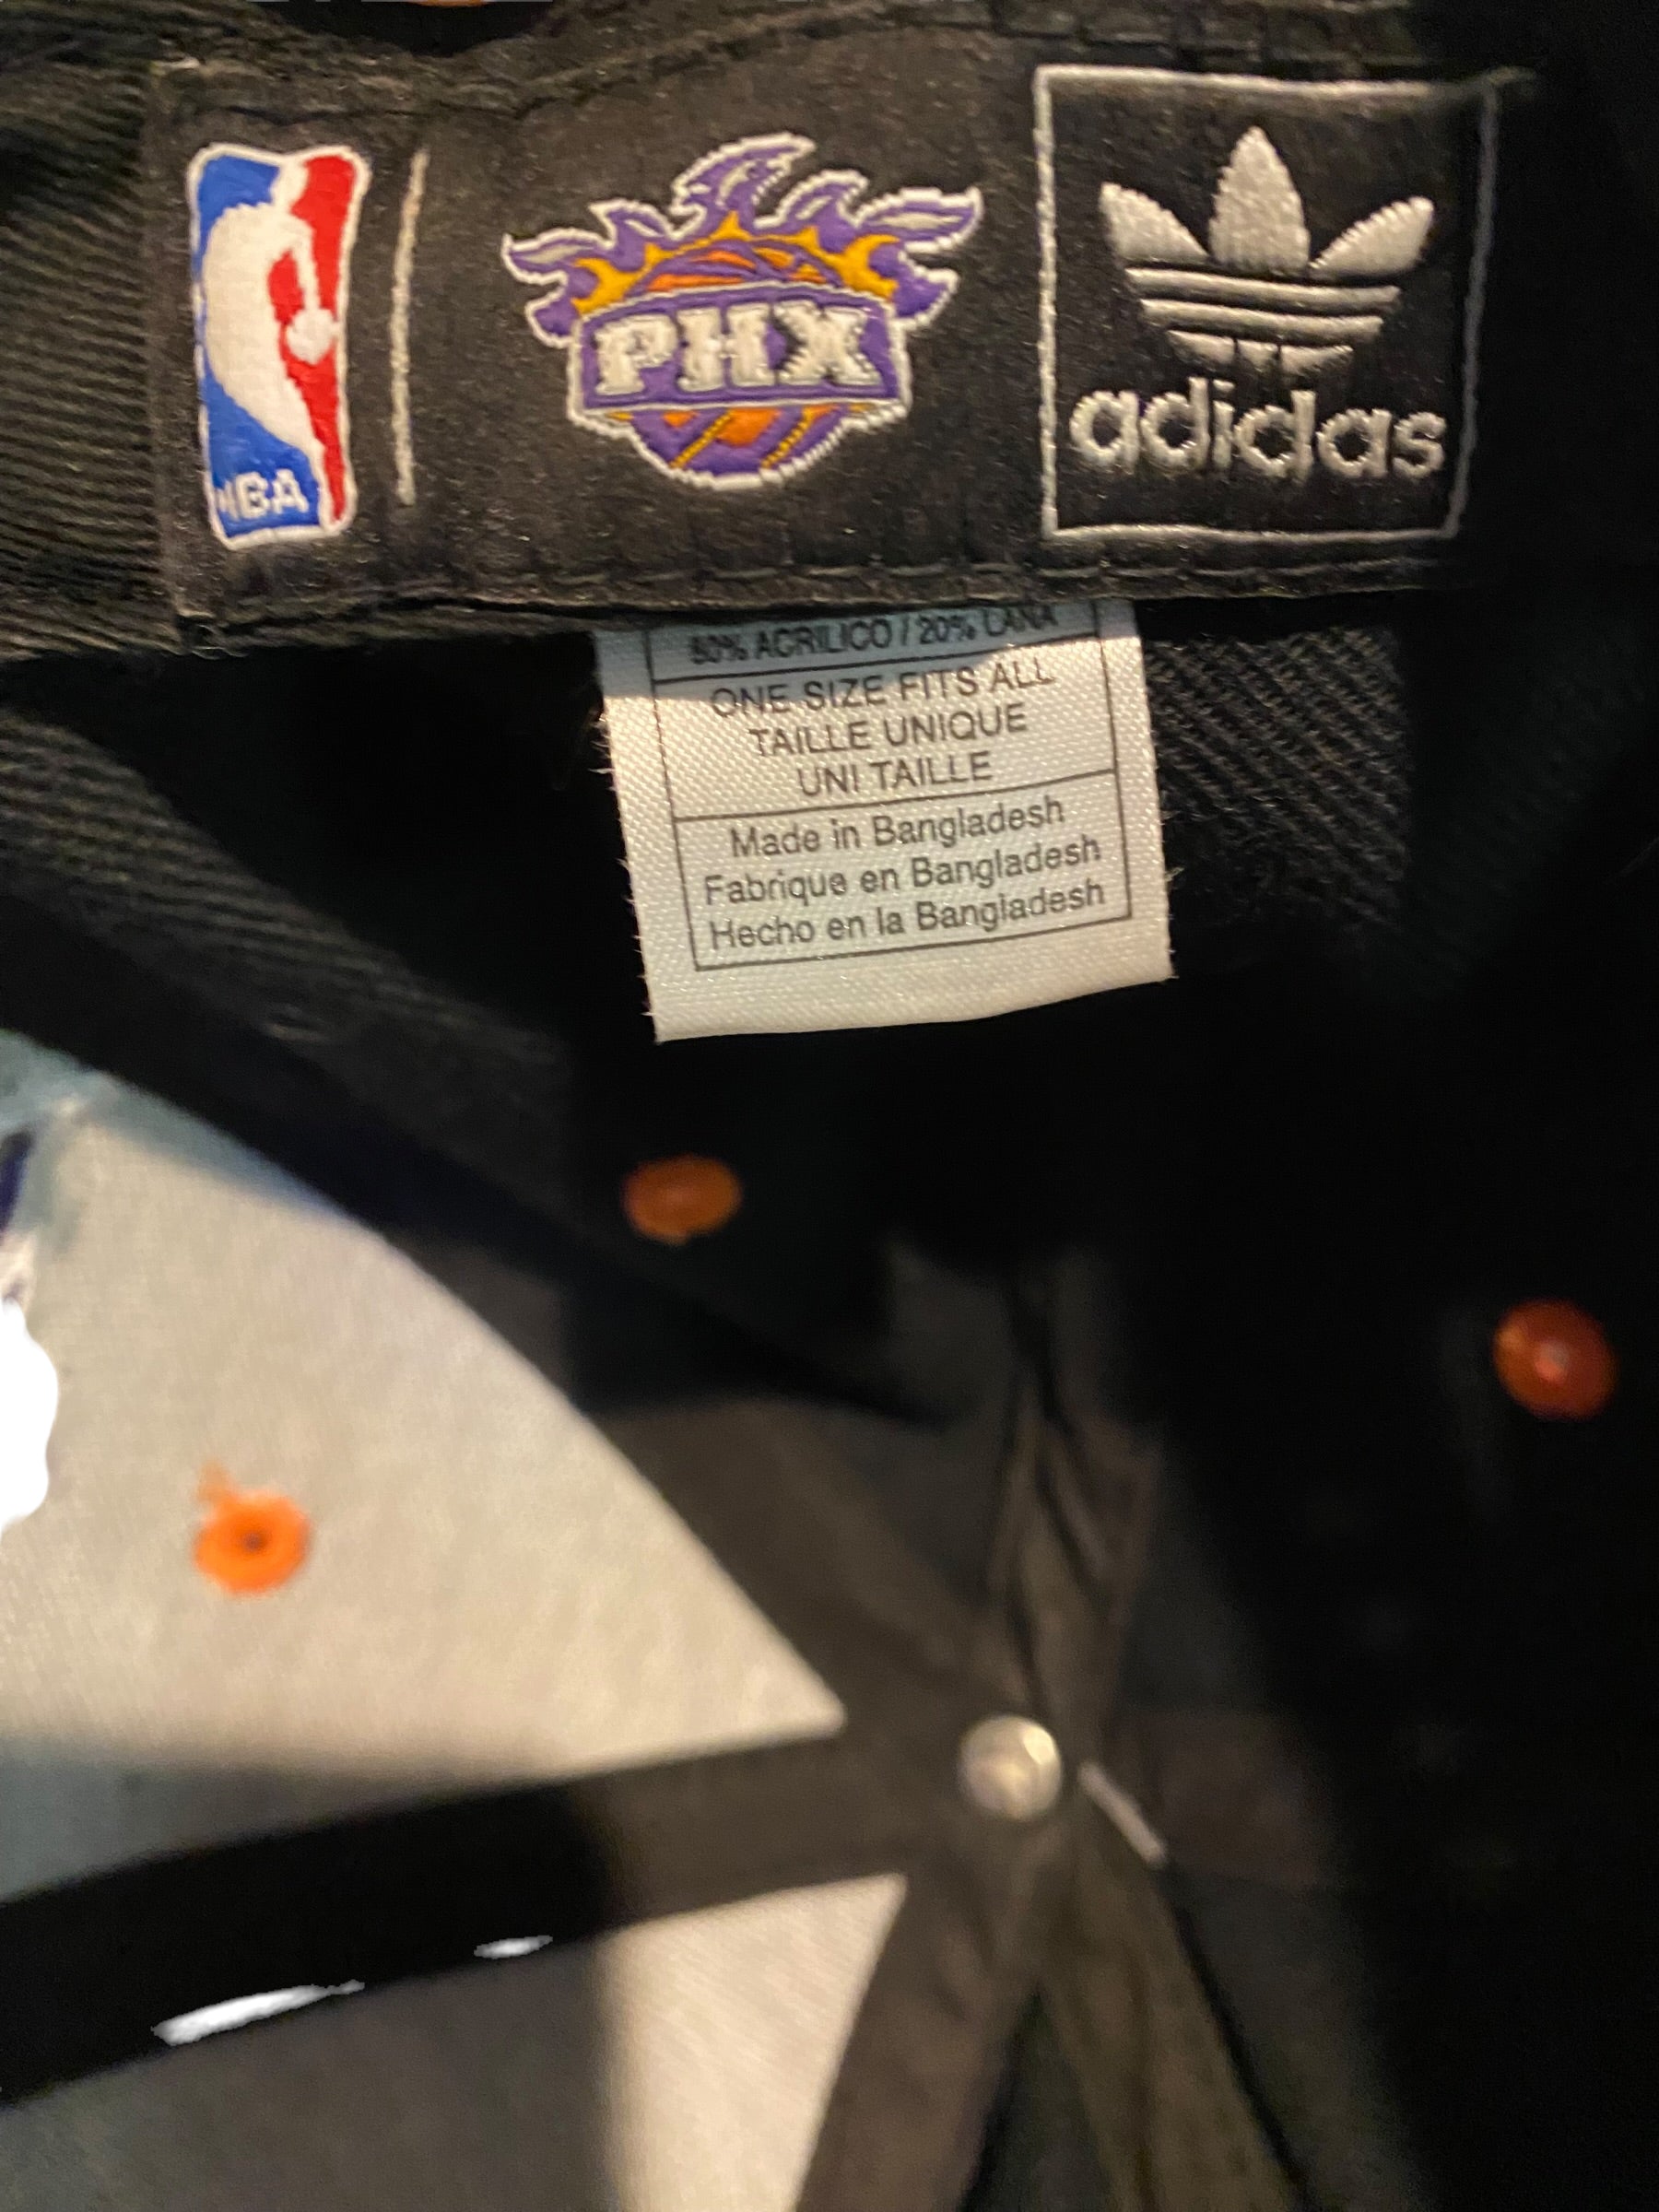 NBA
PHX
adidas
80% ACRILICO / 20% LANA
ONE SIZE FITS ALL
TAILLE UNIQUE
UNI TAILLE
Made in Bangladesh
Fabrique en Bangladesh
Hecho en la Bangladesh